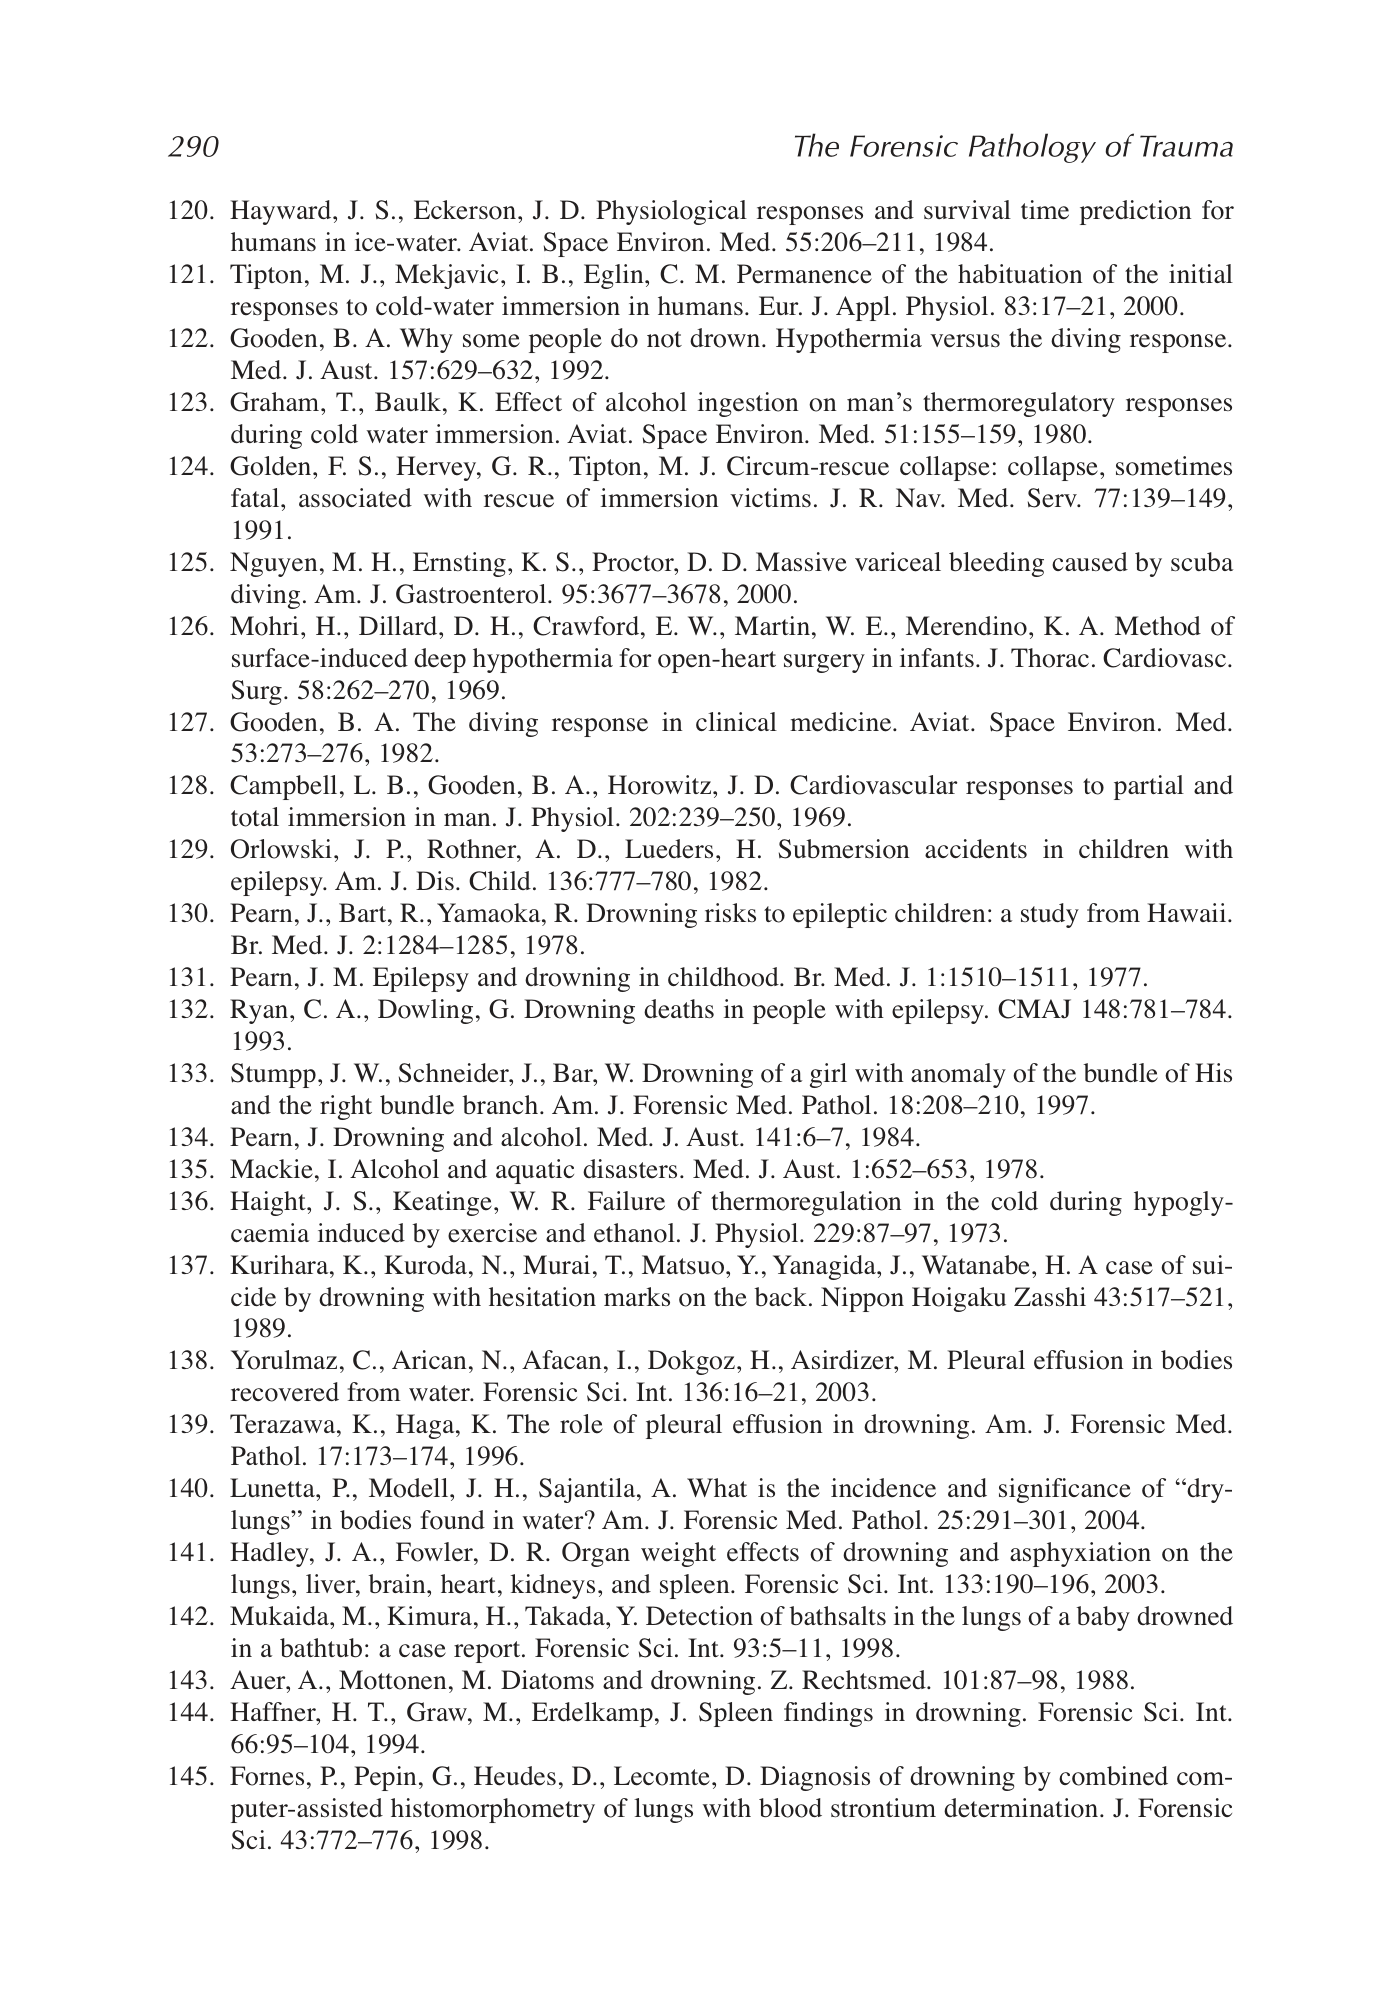 290 The Forensic Pathology of Trauma
120. Hayward, J. S., Eckerson, J. D. Physiological responses and survival time prediction for
humans in ice-water. Aviat. Space Environ. Med. 55:206–211, 1984.
121. Tipton, M. J., Mekjavic, I. B., Eglin, C. M. Permanence of the habituation of the initial
responses to cold-water immersion in humans. Eur. J. Appl. Physiol. 83:17–21, 2000.
122. Gooden, B. A. Why some people do not drown. Hypothermia versus the diving response.
Med. J. Aust. 157:629–632, 1992.
123. Graham, T., Baulk, K. Effect of alcohol ingestion on man’s thermoregulatory responses
during cold water immersion. Aviat. Space Environ. Med. 51:155–159, 1980.
124. Golden, F. S., Hervey, G. R., Tipton, M. J. Circum-rescue collapse: collapse, sometimes
fatal, associated with rescue of immersion victims. J. R. Nav. Med. Serv. 77:139–149,
1991.
125. Nguyen, M. H., Ernsting, K. S., Proctor, D. D. Massive variceal bleeding caused by scuba
diving. Am. J. Gastroenterol. 95:3677–3678, 2000.
126. Mohri, H., Dillard, D. H., Crawford, E. W., Martin, W. E., Merendino, K. A. Method of
surface-induced deep hypothermia for open-heart surgery in infants. J. Thorac. Cardiovasc.
Surg. 58:262–270, 1969.
127. Gooden, B. A. The diving response in clinical medicine. Aviat. Space Environ. Med.
53:273–276, 1982.
128. Campbell, L. B., Gooden, B. A., Horowitz, J. D. Cardiovascular responses to partial and
total immersion in man. J. Physiol. 202:239–250, 1969.
129. Orlowski, J. P., Rothner, A. D., Lueders, H. Submersion accidents in children with
epilepsy. Am. J. Dis. Child. 136:777–780, 1982.
130. Pearn, J., Bart, R., Yamaoka, R. Drowning risks to epileptic children: a study from Hawaii.
Br. Med. J. 2:1284–1285, 1978.
131. Pearn, J. M. Epilepsy and drowning in childhood. Br. Med. J. 1:1510–1511, 1977.
132. Ryan, C. A., Dowling, G. Drowning deaths in people with epilepsy. CMAJ 148:781–784.
1993.
133. Stumpp, J. W., Schneider, J., Bar, W. Drowning of a girl with anomaly of the bundle of His
and the right bundle branch. Am. J. Forensic Med. Pathol. 18:208–210, 1997.
134. Pearn, J. Drowning and alcohol. Med. J. Aust. 141:6–7, 1984.
135. Mackie, I. Alcohol and aquatic disasters. Med. J. Aust. 1:652–653, 1978.
136. Haight, J. S., Keatinge, W. R. Failure of thermoregulation in the cold during hypogly-
caemia induced by exercise and ethanol. J. Physiol. 229:87–97, 1973.
137. Kurihara, K., Kuroda, N., Murai, T., Matsuo, Y., Yanagida, J., Watanabe, H. A case of sui-
cide by drowning with hesitation marks on the back. Nippon Hoigaku Zasshi 43:517–521,
1989.
138. Yorulmaz, C., Arican, N., Afacan, I., Dokgoz, H., Asirdizer, M. Pleural effusion in bodies
recovered from water. Forensic Sci. Int. 136:16–21, 2003.
139. Terazawa, K., Haga, K. The role of pleural effusion in drowning. Am. J. Forensic Med.
Pathol. 17:173–174, 1996.
140. Lunetta, P., Modell, J. H., Sajantila, A. What is the incidence and significance of “dry-
lungs” in bodies found in water? Am. J. Forensic Med. Pathol. 25:291–301, 2004.
141. Hadley, J. A., Fowler, D. R. Organ weight effects of drowning and asphyxiation on the
lungs, liver, brain, heart, kidneys, and spleen. Forensic Sci. Int. 133:190–196, 2003.
142. Mukaida, M., Kimura, H., Takada, Y. Detection of bathsalts in the lungs of a baby drowned
in a bathtub: a case report. Forensic Sci. Int. 93:5–11, 1998.
143. Auer, A., Mottonen, M. Diatoms and drowning. Z. Rechtsmed. 101:87–98, 1988.
144. Haffner, H. T., Graw, M., Erdelkamp, J. Spleen findings in drowning. Forensic Sci. Int.
66:95–104, 1994.
145. Fornes, P., Pepin, G., Heudes, D., Lecomte, D. Diagnosis of drowning by combined com-
puter-assisted histomorphometry of lungs with blood strontium determination. J. Forensic
Sci. 43:772–776, 1998.